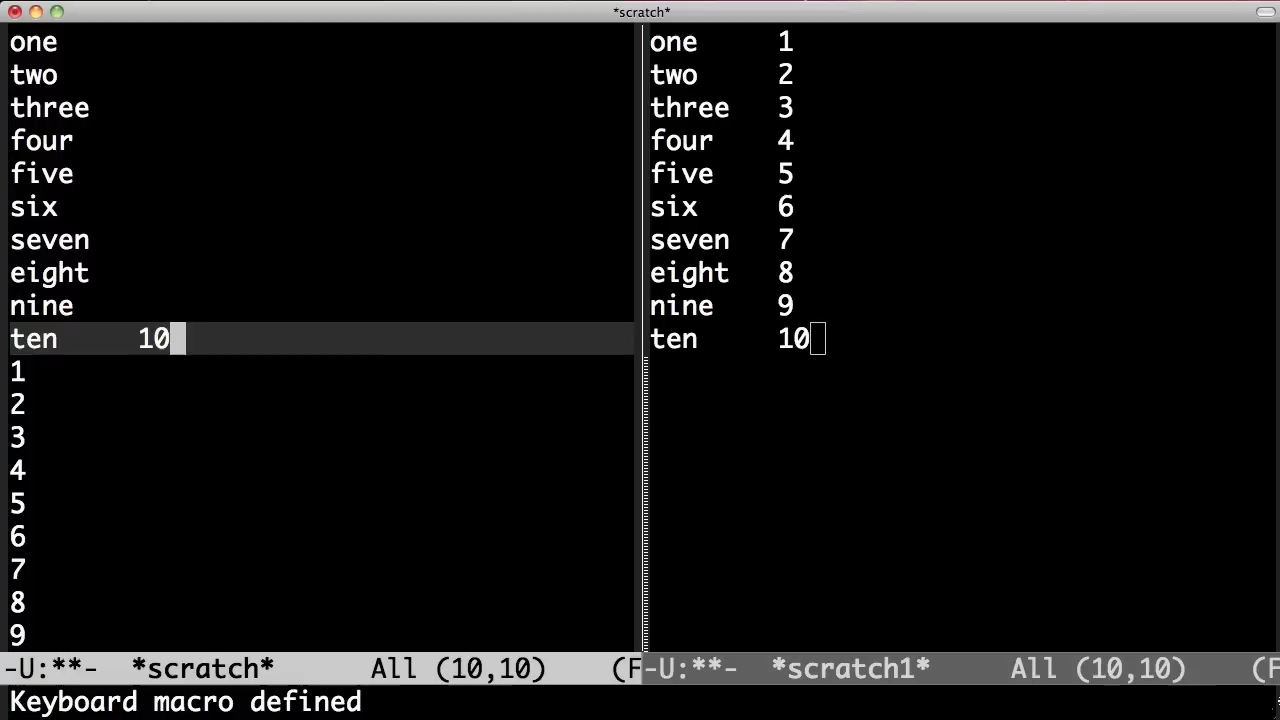 *scratch*
one
two
three
four
five
six
seven
eight
nine
ten 10
1
2
3
4
5
6
7
8
9
one 1
two 2
three 3
four 4
five 5
six 6
seven 7
eight 8
nine 9
ten 10
-U:**- *scratch* All (10,10) (F
-U:**- *scratch1* All (10,10) (F
Keyboard macro defined